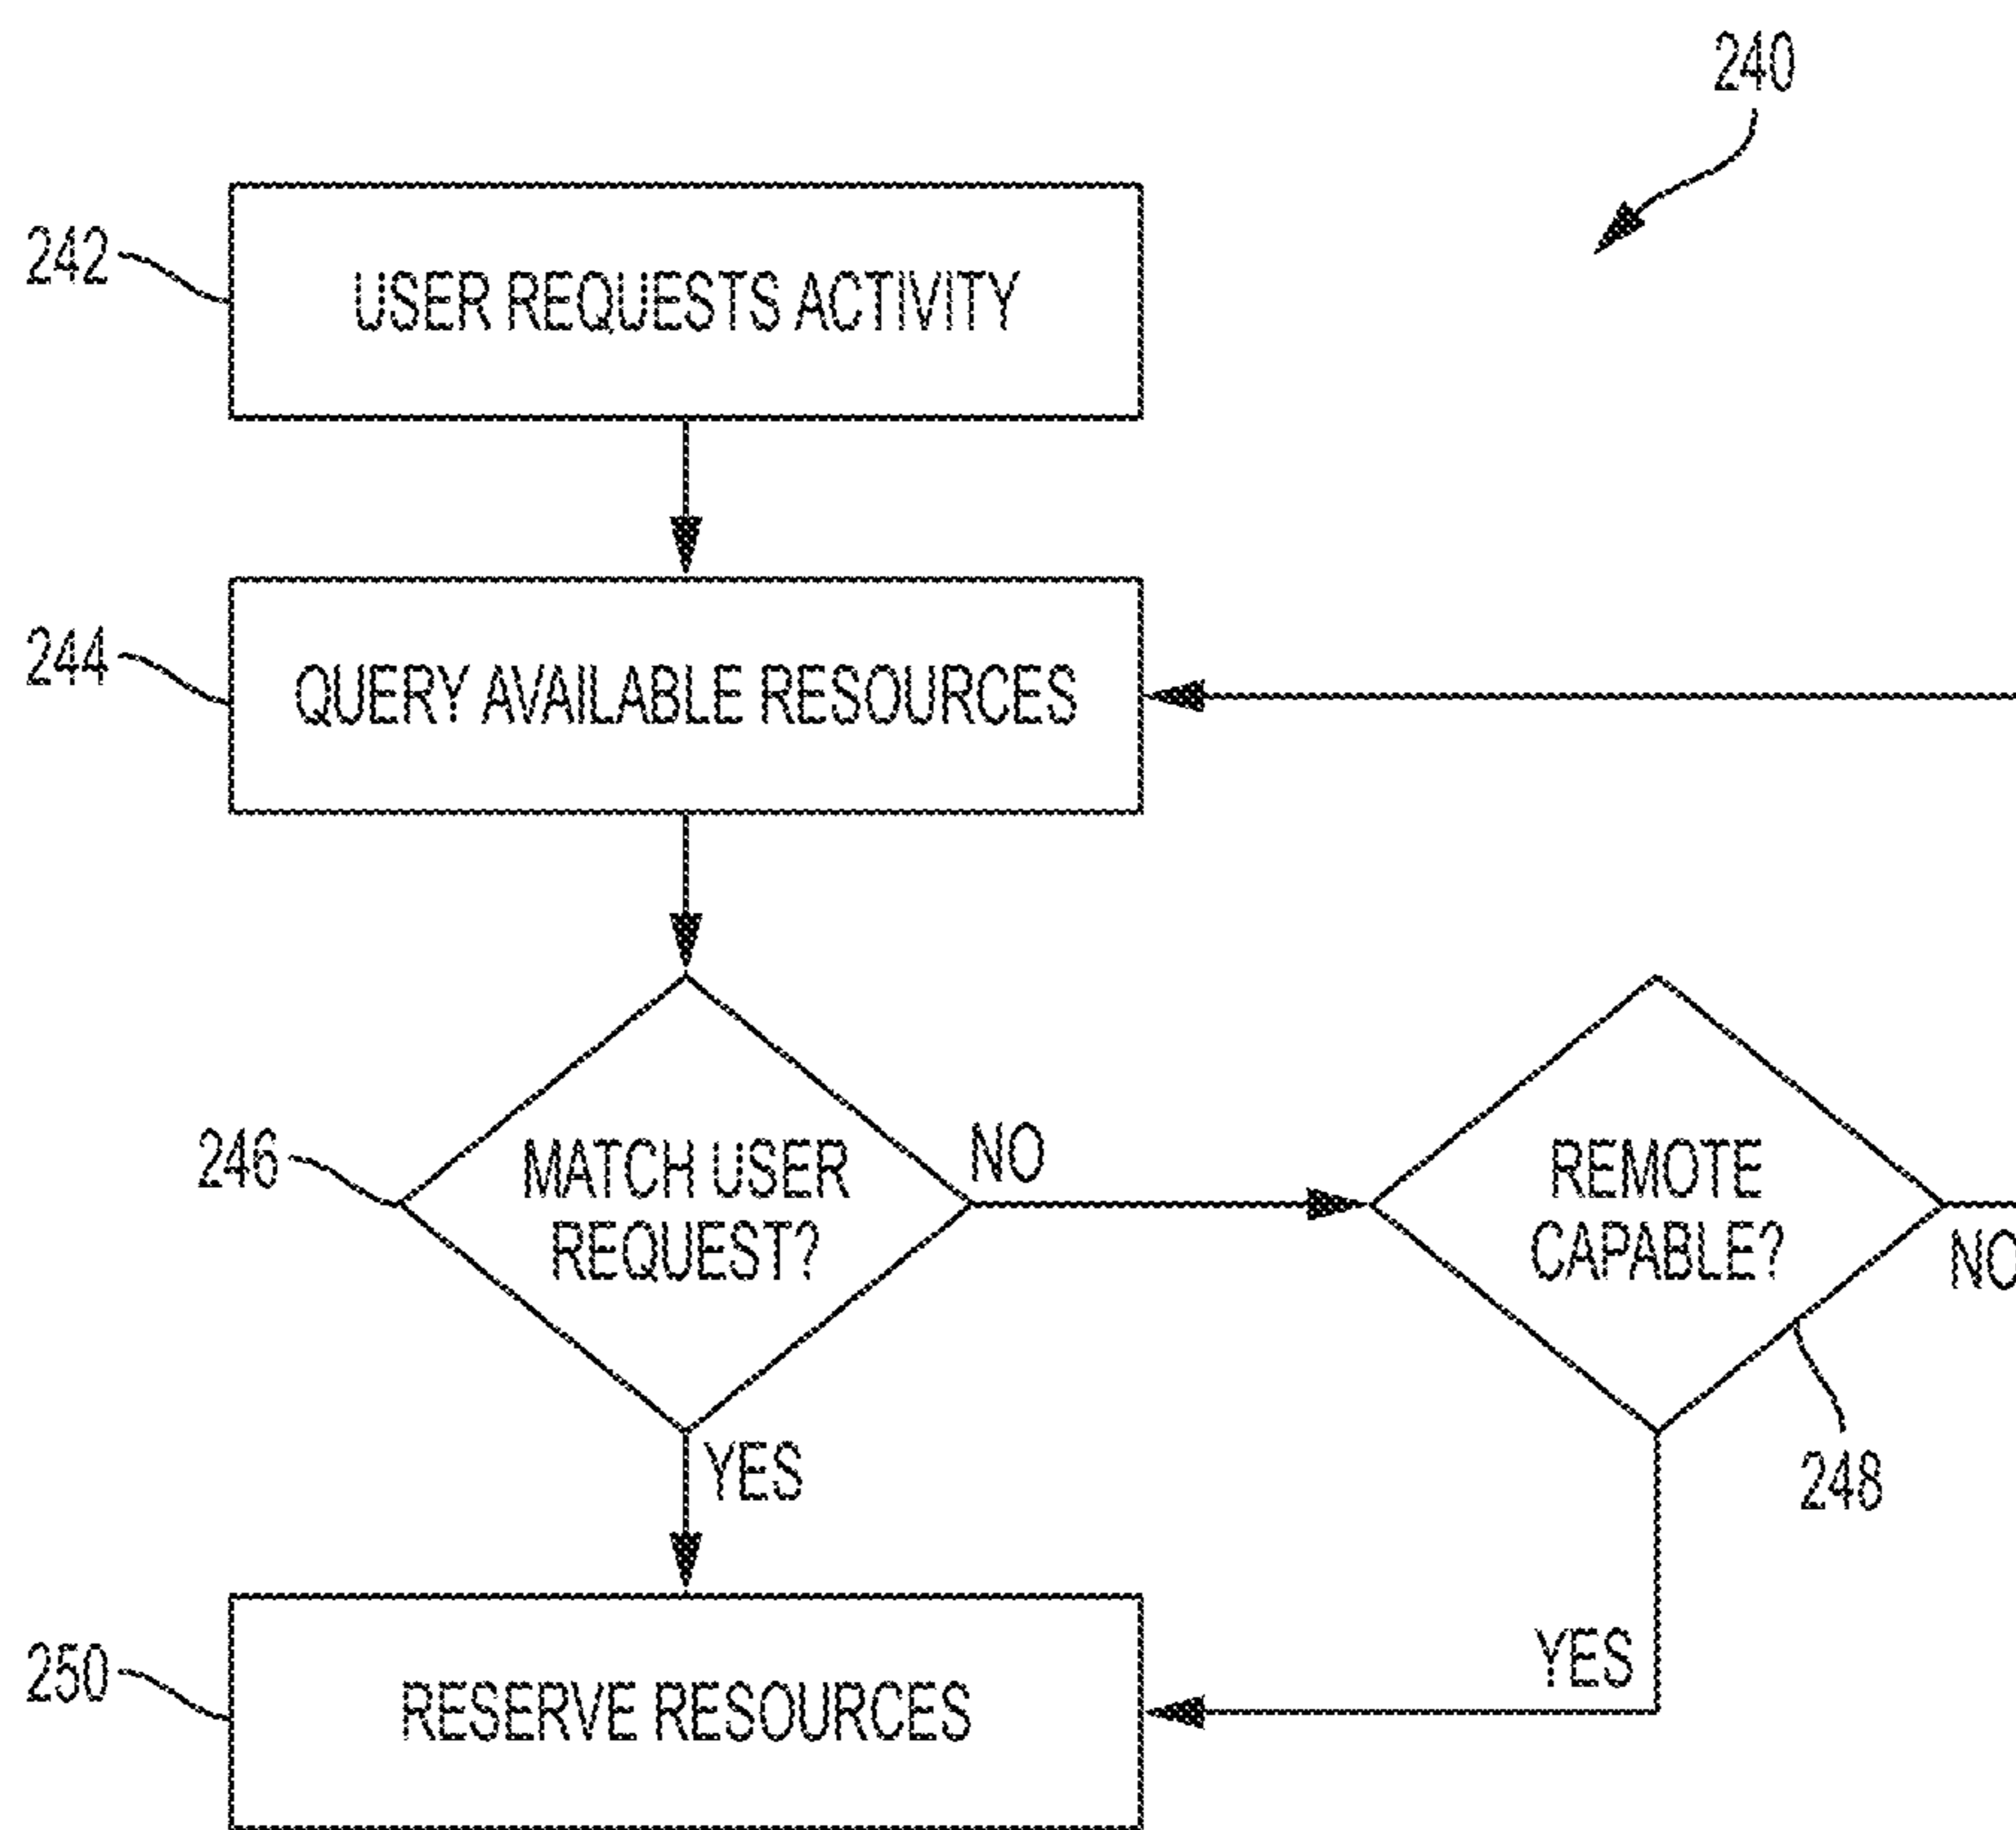 240
242
USER REQUESTS ACTIVITY
244
QUERY AVAILABLE RESOURCES
246
MATCH USER
REQUEST?
NO
REMOTE
CAPABLE?
NO
248
YES
YES
250
RESERVE RESOURCES